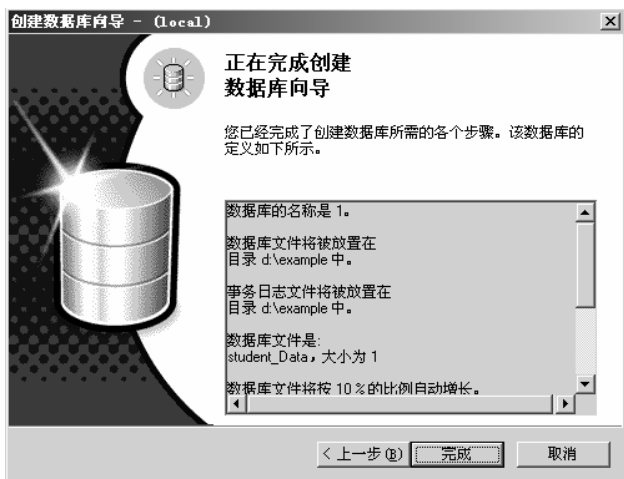 创建数据库向导 - (local)
正在完成创建
数据库向导
您已经完成了创建数据库所需的各个步骤。该数据库的
定义如下所示。
数据库的名称是 1。
数据库文件将被放置在
目录 d:\example 中。
事务日志文件将被放置在
目录 d:\example 中。
数据库文件是:
student_Data，大小为 1
数据库文件将按 10 % 的比例自动增长。
< 上一步 (B) 完成 取消